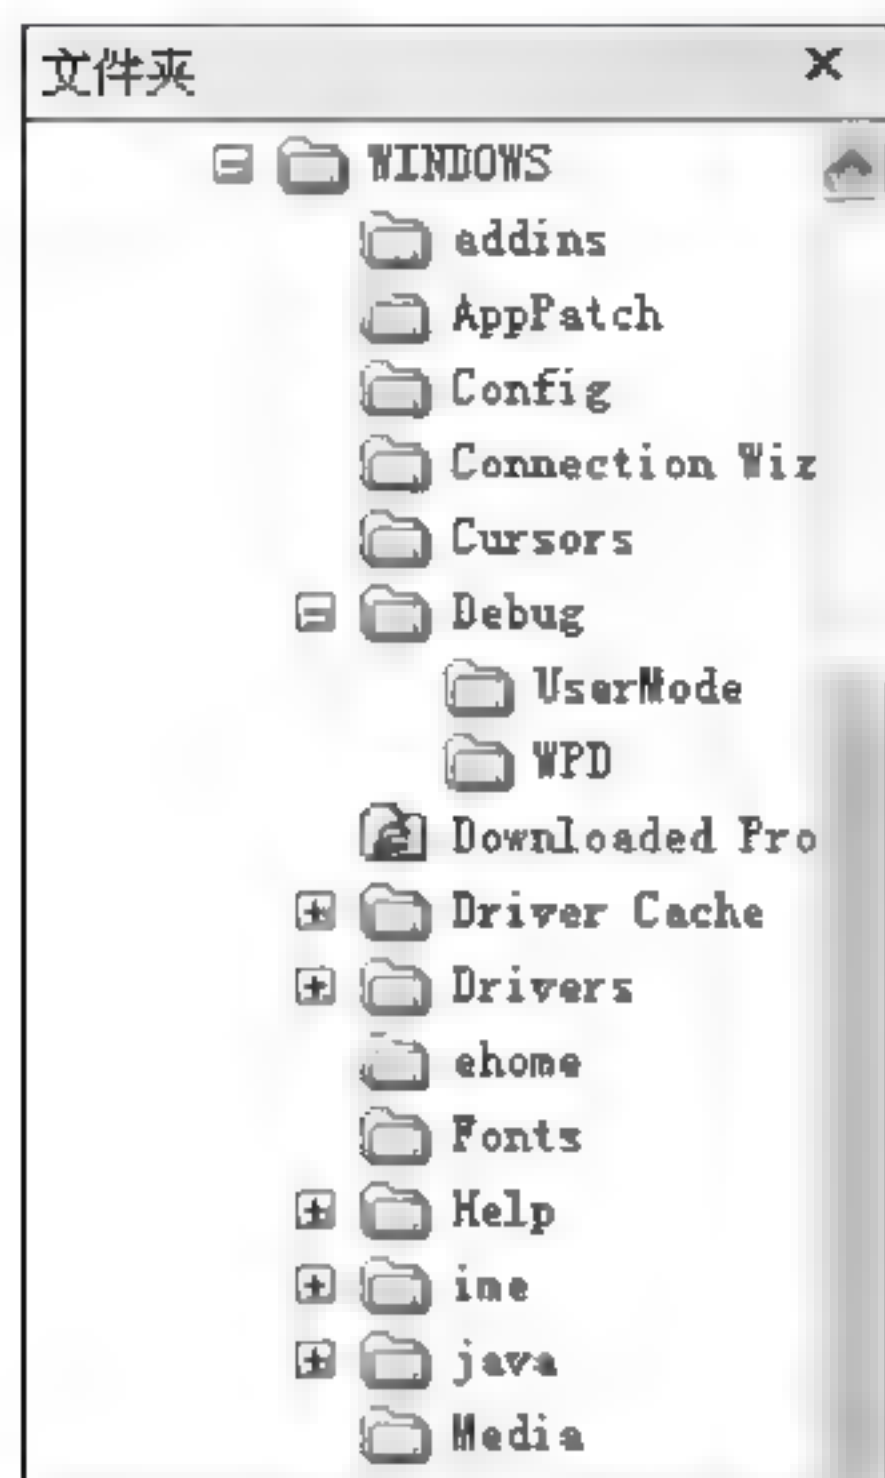 文件夹
WINDOWS
addins
AppPatch
Config
Connection Wiz
Cursors
Debug
UserMode
WPD
Downloaded Pro
Driver Cache
Drivers
ehome
Fonts
Help
ime
java
Media